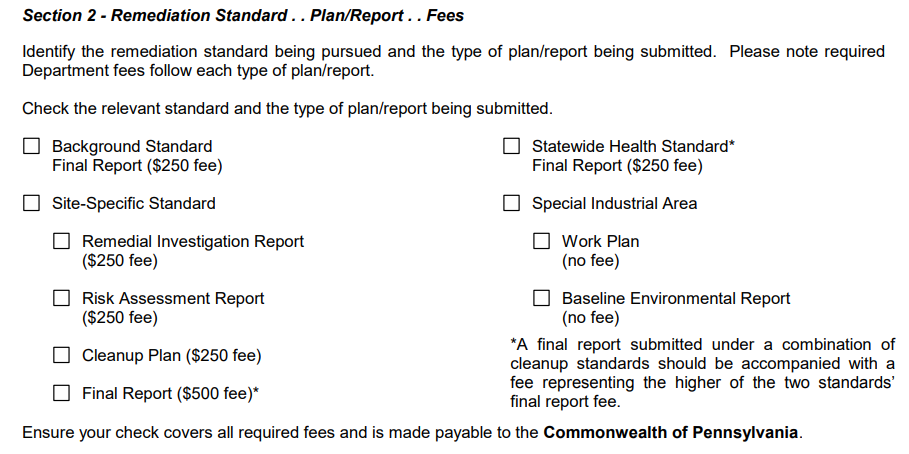 Section 2 - Remediation Standard . . Plan/Report . . Fees
Identify the remediation standard being pursued and the type of plan/report being submitted. Please note required
Department fees follow each type of plan/report.
Check the relevant standard and the type of plan/report being submitted.
Background Standard
Final Report ($250 fee)
Site-Specific Standard
Remedial Investigation Report
($250 fee)
Risk Assessment Report
($250 fee)
Cleanup Plan ($250 fee)
Final Report ($500 fee)*
Statewide Health Standard*
Final Report ($250 fee)
Special Industrial Area
Work Plan
(no fee)
Baseline Environmental Report
(no fee)
*A final report submitted under a combination of
cleanup standards should be accompanied with a
fee representing the higher of the two standards’
final report fee.
Ensure your check covers all required fees and is made payable to the Commonwealth of Pennsylvania.